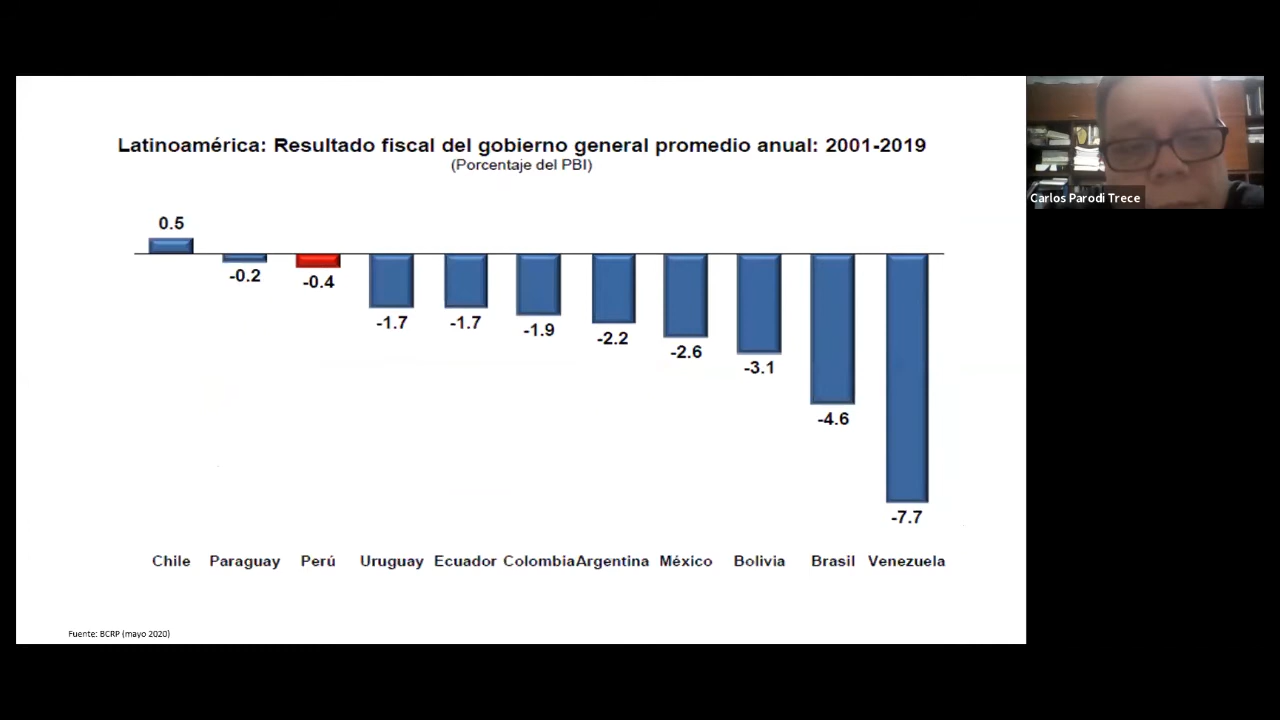 Latinoamérica: Resultado fiscal del gobierno general promedio anual: 2001-2019
(Porcentaje del PBI)
0.5
-0.2
-0.4
-1.7
-1.7
-1.9
-2.2
-2.6
-3.1
-4.6
-7.7
Chile Paraguay Perú Uruguay Ecuador Colombia Argentina México Bolivia Brasil Venezuela
Fuente: BCRP (mayo 2020)
Carlos Parodi Trece